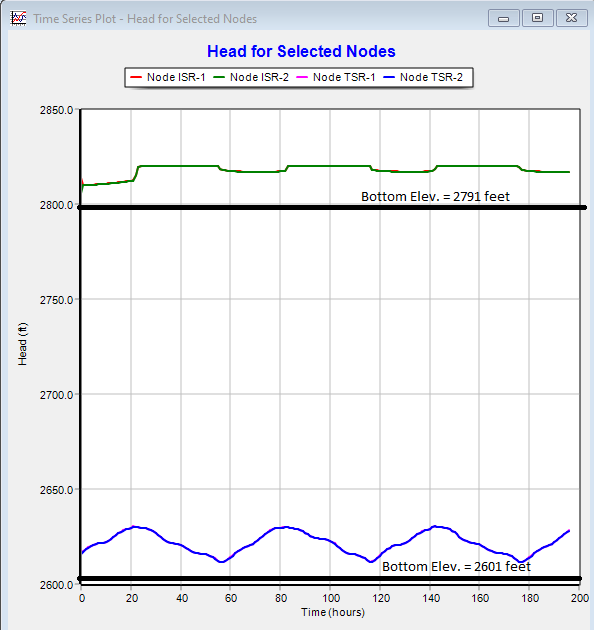 Time Series Plot - Head for Selected Nodes
Head for Selected Nodes
Node ISR-1 Node ISR-2 Node TSR-1 Node TSR-2
2850.0
Bottom Elev. = 2791 feet
2800.0
2750.0
Head (ft)
2700.0
2650.0
Bottom Elev. = 2601 feet
2600.0
0 20 40 60 80 100 120 140 160 180 200
Time (hours)